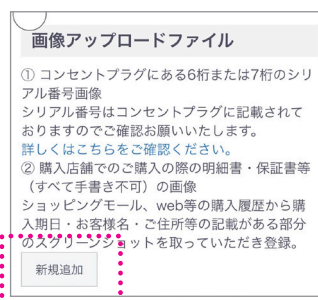 画像アップロードファイル
① コンセントプラグにある6桁または7桁のシリ
アル番号画像
シリアル番号はコンセントプラグに記載されて
おりますのでご確認お願いいたします。
詳しくはこちらをご確認ください。
② 購入店舗でのご購入の際の明細書・保証書等
（すべて手書き不可）の画像
ショッピングモール、web等の購入履歴から購
入期日・お客様名・ご住所等の記載がある部分
のスクリーンショットを取っていただき登録。
新規追加